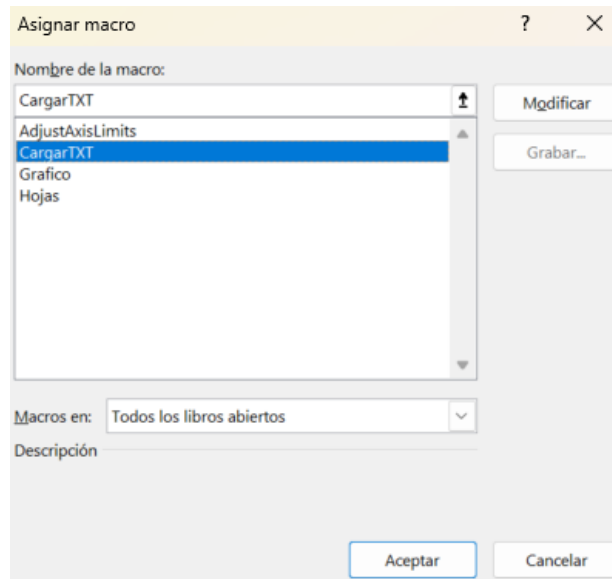 Asignar macro ? ×
Nombre de la macro:
CargarTXT
Modificar
AdjustAxisLimits
CargarTXT
Grabar...
Grafico
Hojas
Macros en: Todos los libros abiertos
Descripción
Aceptar Cancelar